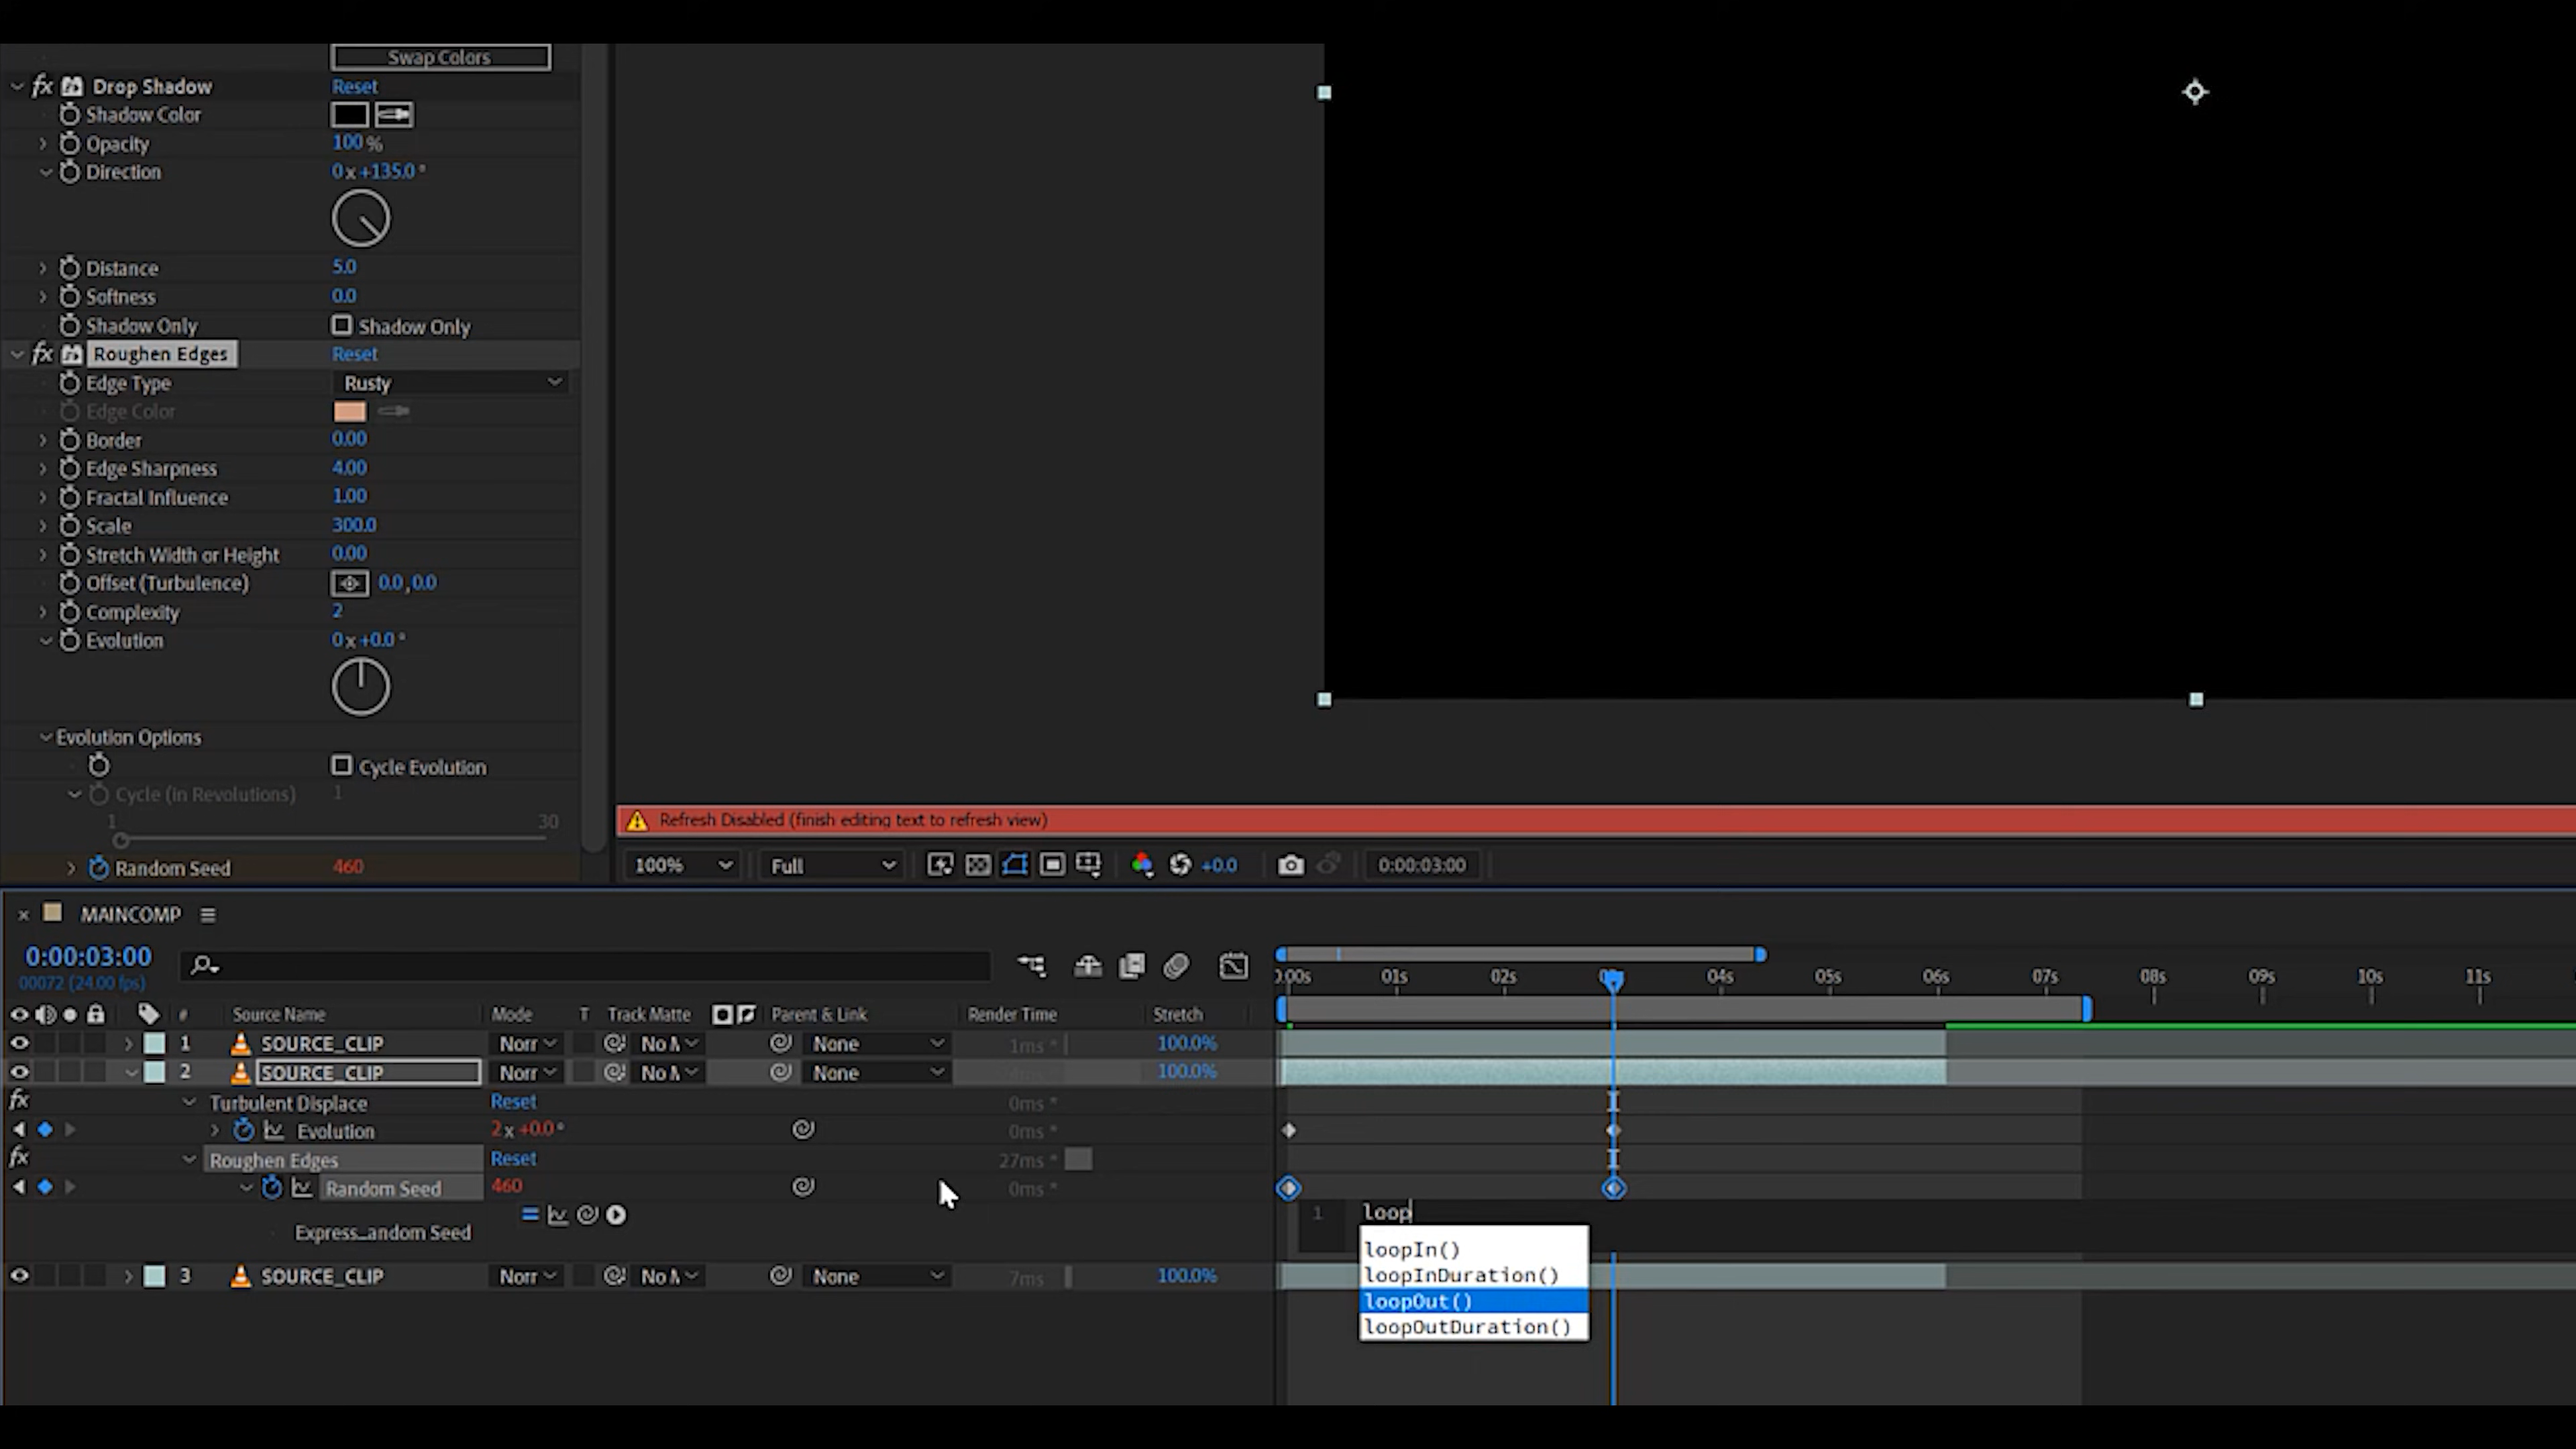 Swap Colors
fx Drop Shadow Reset
Shadow Color
Opacity 100 %
Direction 0 x +135.0 °
Distance 5.0
Softness 0.0
Shadow Only Shadow Only
fx Roughen Edges Reset
Edge Type Rusty
Edge Color
Border 0.00
Edge Sharpness 4.00
Fractal Influence 1.00
Scale 300.0
Stretch Width or Height 0.00
Offset (Turbulence) 0.0 , 0.0
Complexity 2
Evolution 0 x +0.0 °
Evolution Options
Cycle Evolution
Cycle (in Revolutions) 1
1 30
Random Seed 460
Refresh Disabled (finish editing text to refresh view)
100% Full +0.0 0:00:03:00
MAINCOMP
0:00:03:00
00072 (24.00 fps)
01s 02s 04s 05s 06s 07s 08s 09s 10s 11s
# Source Name Mode T Track Matte Parent & Link Render Time Stretch
1 SOURCE_CLIP Norr No None 1ms * 100.0%
2 SOURCE_CLIP Norr No None 100.0%
fx Turbulent Displace Reset 0ms *
Evolution 2 x +0.0 ° 0ms *
fx Roughen Edges Reset 27ms *
Random Seed 460 0ms *
1 loop
Express...andom Seed
loopIn()
loopInDuration()
loopOut()
loopOutDuration()
3 SOURCE_CLIP Norr No None 7ms 100.0%